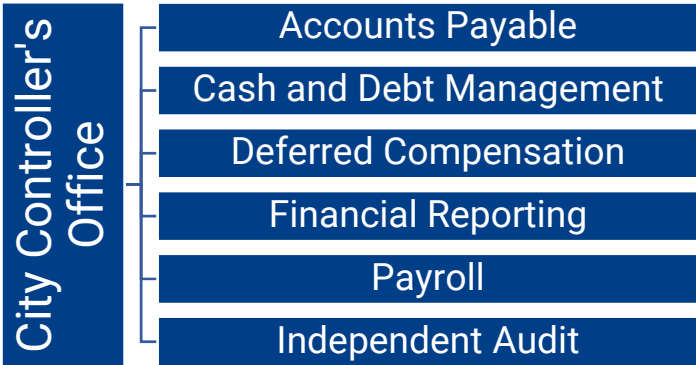 City Controller's
Office
Accounts Payable
Cash and Debt Management
Deferred Compensation
Financial Reporting
Payroll
Independent Audit